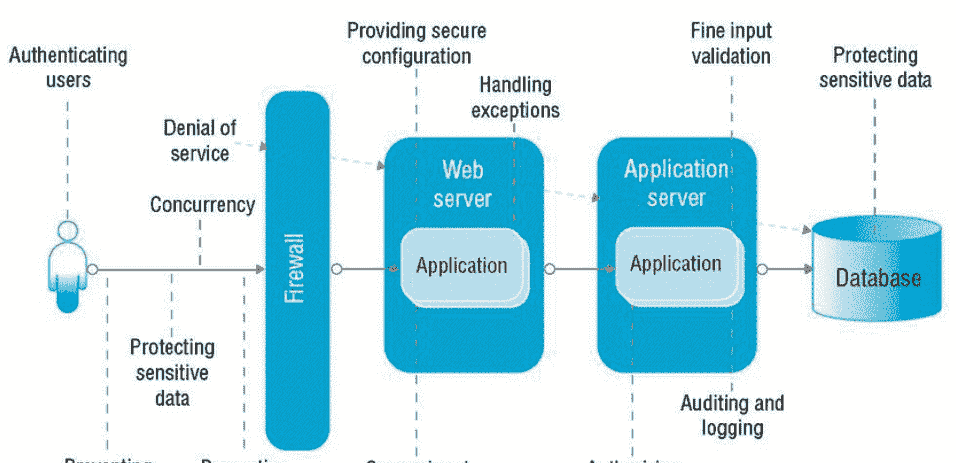 Providing secure
configuration
Fine input
validation
Authenticating
users
Protecting
sensitive data
Handling
exceptions
Denial of
service
Web
server
Application
server
Concurrency
Firewall
Application
Application
Database
Protecting
sensitive
data
Auditing and
logging
Preventing